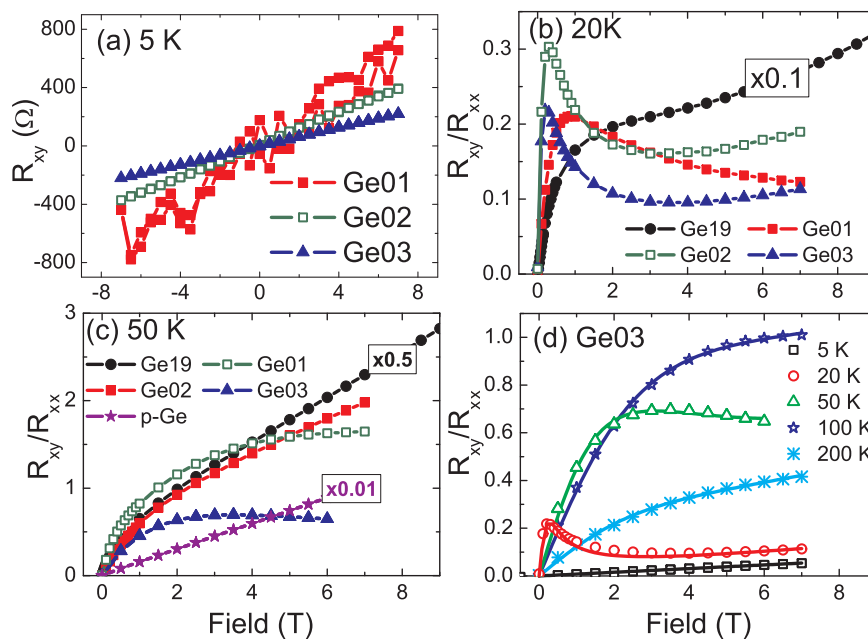 (a) 5 K
R_xy (Ω)
800
400
0
-400
-800
Ge01
Ge02
Ge03
-8 -4 0 4 8
(b) 20K
R_xy/R_xx
0.3
0.2
0.1
0.0
x0.1
Ge19 Ge01
Ge02 Ge03
0 2 4 6 8
(c) 50 K
R_xy/R_xx
3
2
1
0
Ge19 Ge01
Ge02 Ge03
p-Ge
x0.5
x0.01
0 2 4 6 8
Field (T)
(d) Ge03
R_xy/R_xx
1.0
0.8
0.6
0.4
0.2
0.0
5 K
20 K
50 K
100 K
200 K
0 2 4 6 8
Field (T)